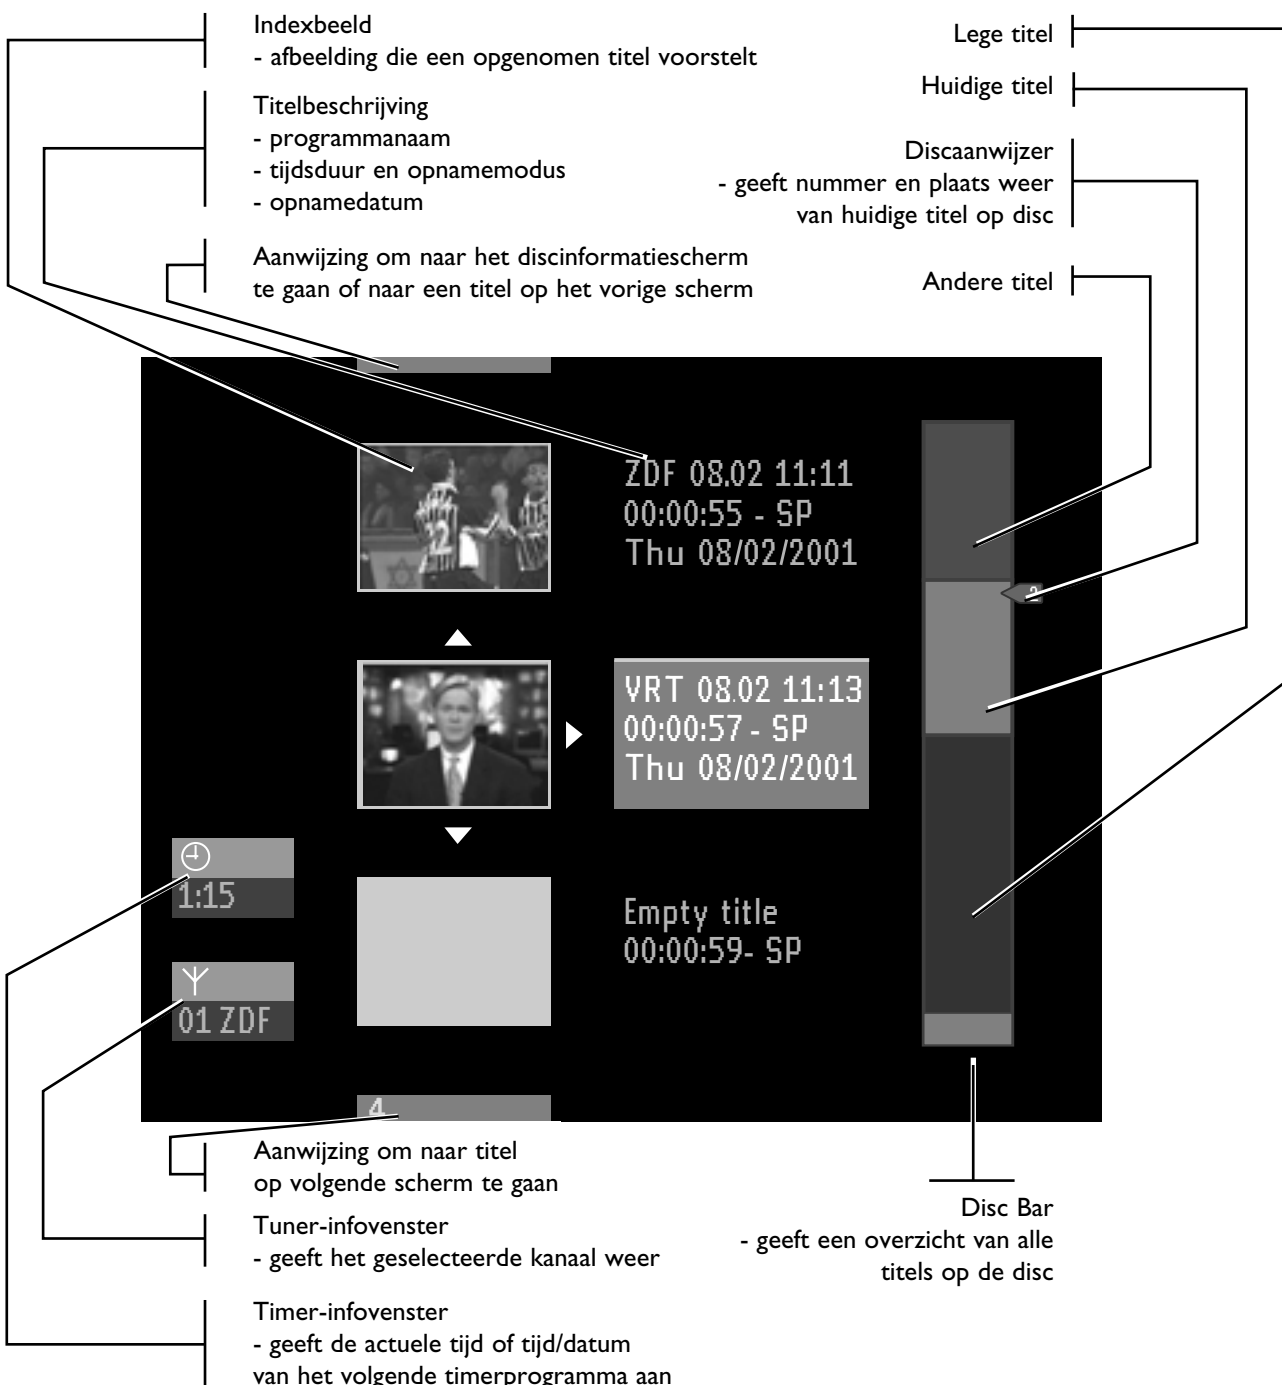 Indexbeeld
- afbeelding die een opgenomen titel voorstelt
Titelbeschrijving
- programmanaam
- tijdsduur en opnamemodus
- opnamedatum
Aanwijzing om naar het discinformatiescherm
te gaan of naar een titel op het vorige scherm
Lege titel
Huidige titel
Discaanwijzer
- geeft nummer en plaats weer
van huidige titel op disc
Andere titel
ZDF 08.02 11:11
00:00:55 - SP
Thu 08/02/2001
2
VRT 08.02 11:13
00:00:57 - SP
Thu 08/02/2001
1:15
Empty title
00:00:59- SP
01 ZDF
4
Aanwijzing om naar titel
op volgende scherm te gaan
Tuner-infovenster
- geeft het geselecteerde kanaal weer
Timer-infovenster
- geeft de actuele tijd of tijd/datum
van het volgende timerprogramma aan
Disc Bar
- geeft een overzicht van alle
titels op de disc